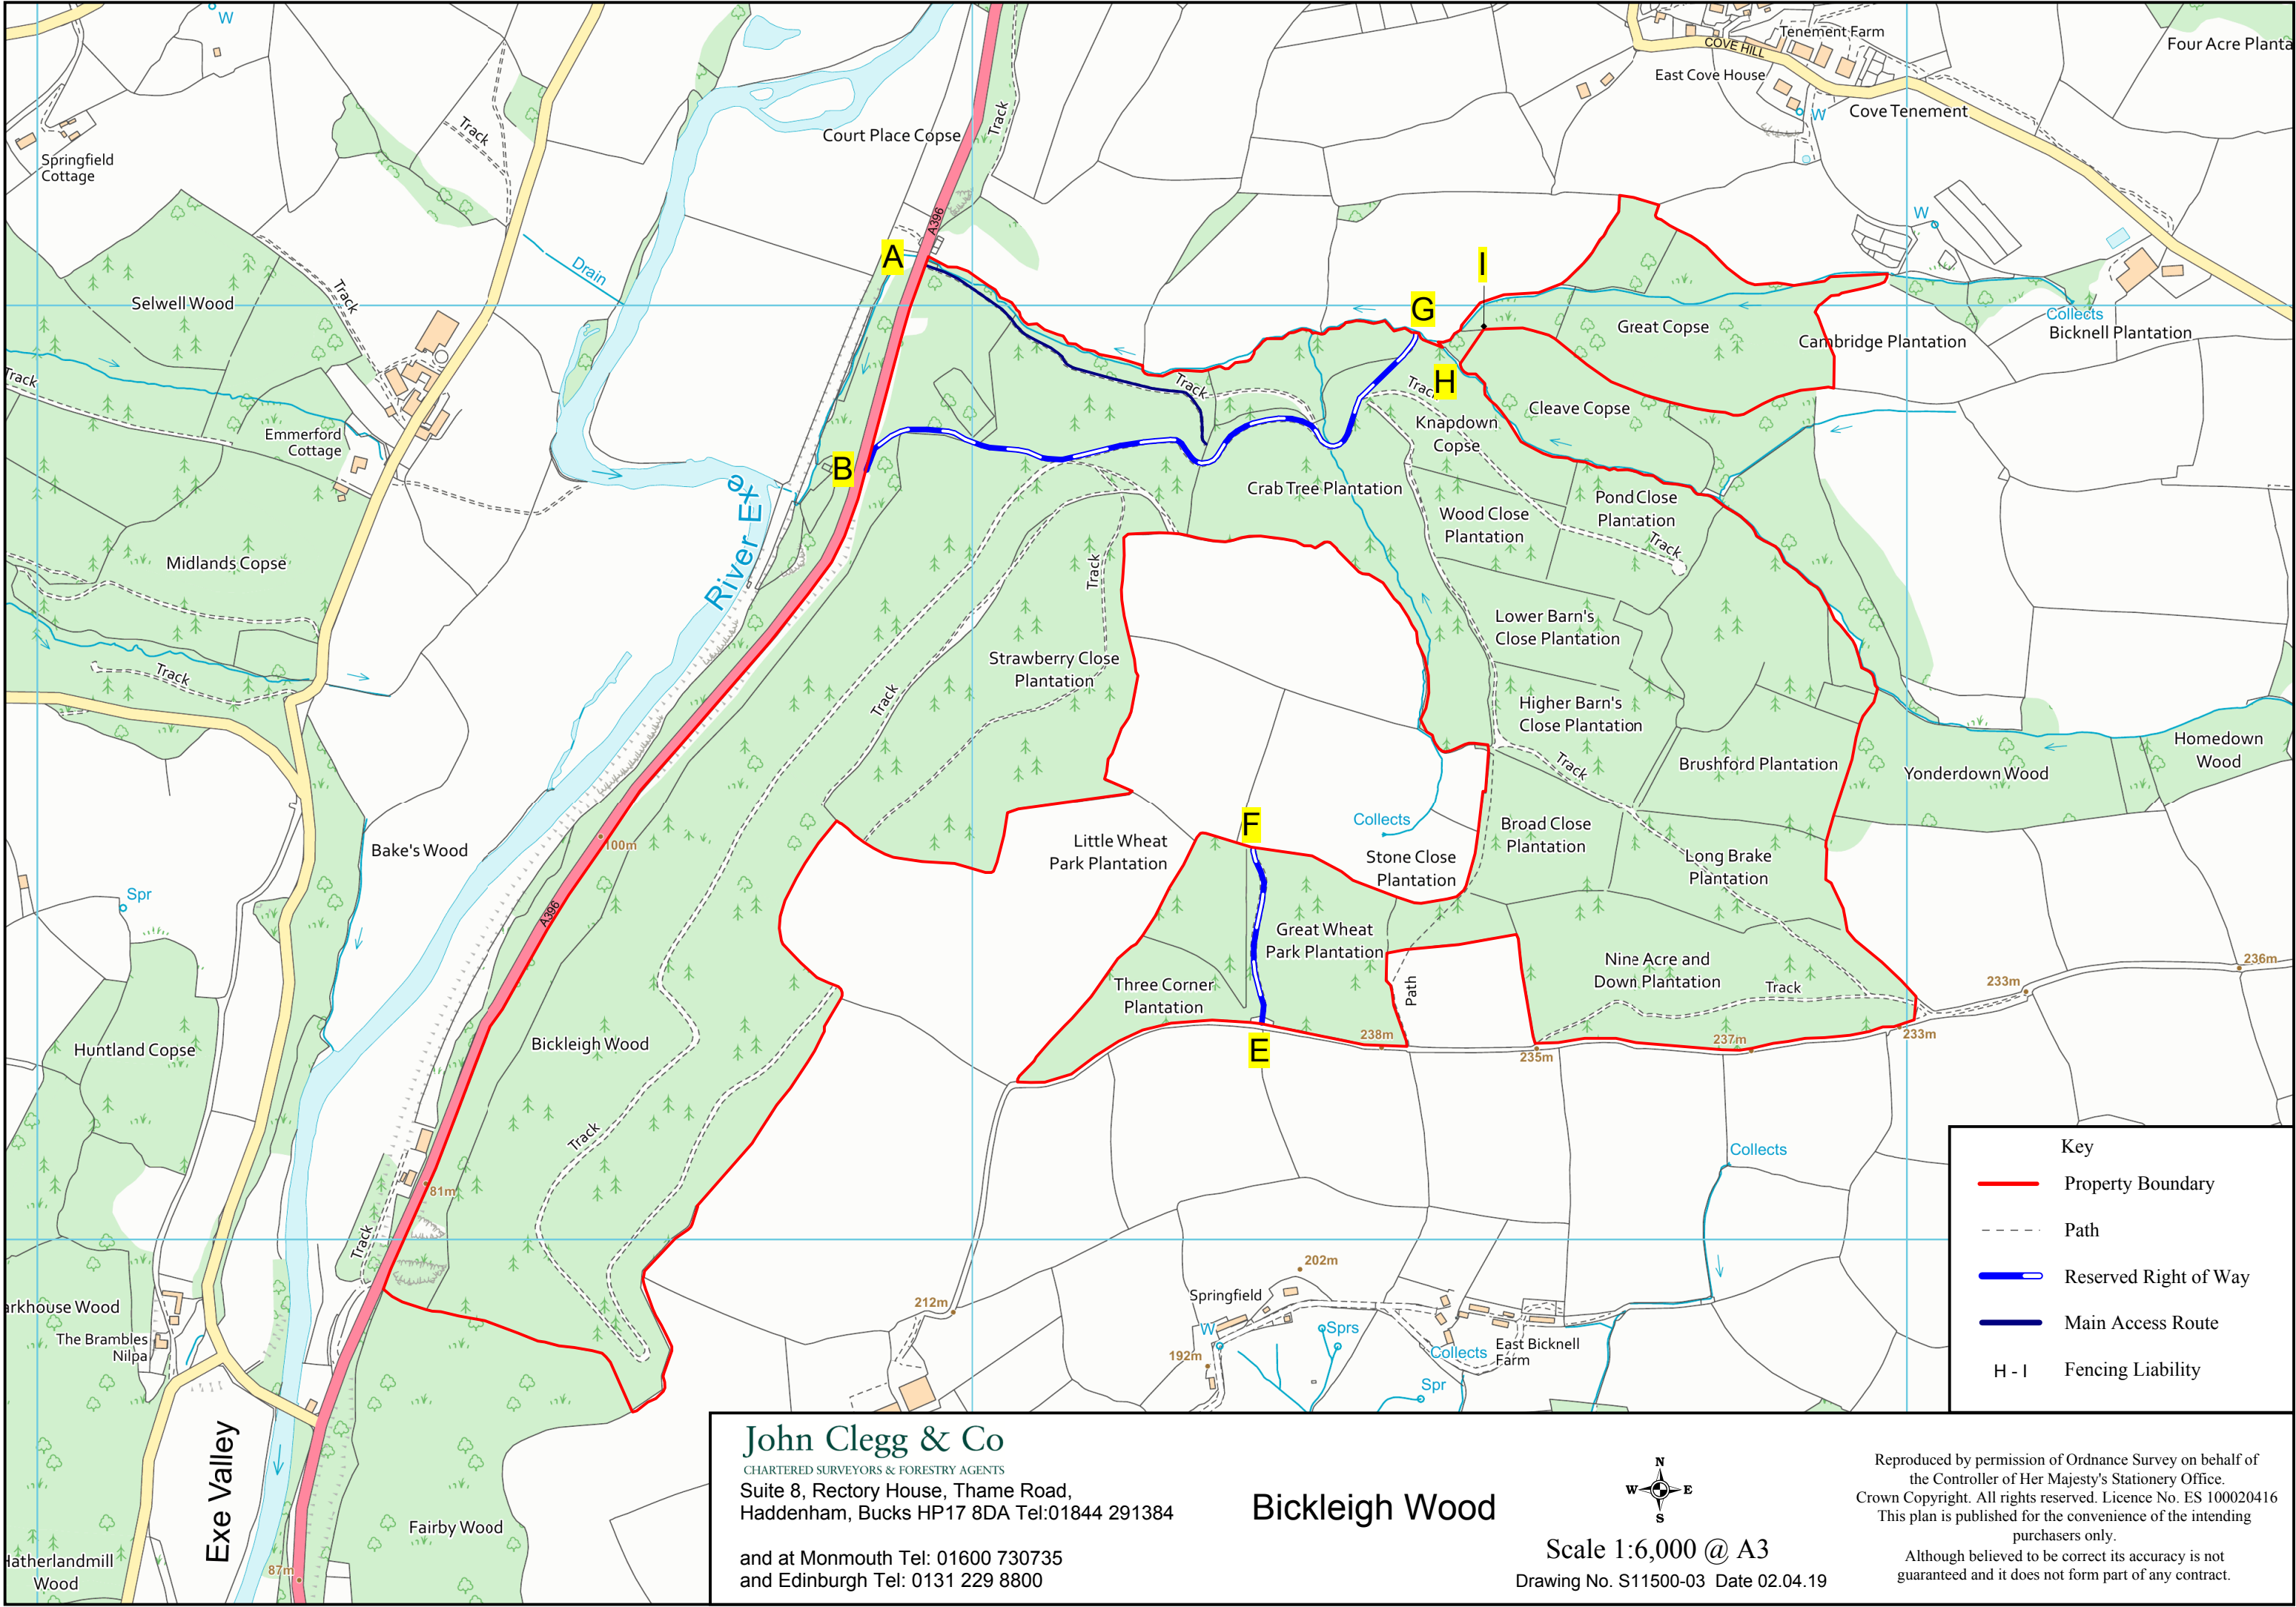 W
Tenement Farm
COVE HILL
Four Acre Planta
East Cove House
W
Cove Tenement
Track
Track
Court Place Copse
Springfield
Cottage
A396
W
A
I
Drain
Track
Selwell Wood
G
Great Copse
Collects
Bicknell Plantation
Cambridge Plantation
Track
Track
Track
H
Cleave Copse
Knapdown
Copse
Emmerford
Cottage
B
River Exe
Crab Tree Plantation
Pond Close
Plantation
Wood Close
Plantation
Track
Midlands Copse
Track
Lower Barn's
Close Plantation
Track
Strawberry Close
Plantation
Track
Higher Barn's
Close Plantation
Track
Brushford Plantation
Yonderdown Wood
Homedown
Wood
Collects
F
Broad Close
Plantation
Little Wheat
Park Plantation
100m
Bake's Wood
Stone Close
Plantation
Long Brake
Plantation
Spr
A396
Great Wheat
Park Plantation
Nine Acre and
Down Plantation
Three Corner
Plantation
Path
Track
233m
236m
Bickleigh Wood
Huntland Copse
E
238m
235m
237m
233m
Track
81m
Track
Collects
202m
212m
Springfield
W
Sprs
192m
Collects
East Bicknell
Farm
Spr
arkhouse Wood
The Brambles
Nilpa
Exe Valley
Fairby Wood
Hatherlandmill
Wood
87m
Key
Property Boundary
Path
Reserved Right of Way
Main Access Route
H - I Fencing Liability
John Clegg & Co
CHARTERED SURVEYORS & FORESTRY AGENTS
Suite 8, Rectory House, Thame Road,
Haddenham, Bucks HP17 8DA Tel:01844 291384
and at Monmouth Tel: 01600 730735
and Edinburgh Tel: 0131 229 8800
Bickleigh Wood
N
W E
S
Scale 1:6,000 @ A3
Drawing No. S11500-03 Date 02.04.19
Reproduced by permission of Ordnance Survey on behalf of
the Controller of Her Majesty's Stationery Office.
Crown Copyright. All rights reserved. Licence No. ES 100020416
This plan is published for the convenience of the intending
purchasers only.
Although believed to be correct its accuracy is not
guaranteed and it does not form part of any contract.